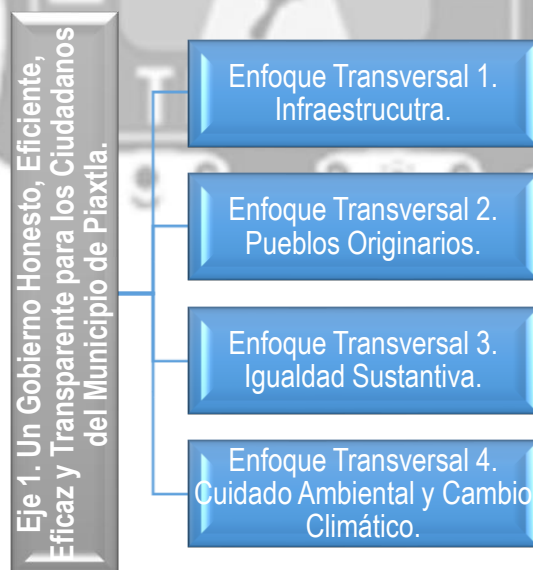 Eje 1. Un Gobierno Honesto, Eficiente,
Eficaz y Transparente para los Ciudadanos
del Municipio de Piaxtla.
Enfoque Transversal 1.
Infraestrucutra.
Enfoque Transversal 2.
Pueblos Originarios.
Enfoque Transversal 3.
Igualdad Sustantiva.
Enfoque Transversal 4.
Cuidado Ambiental y Cambio
Climático.